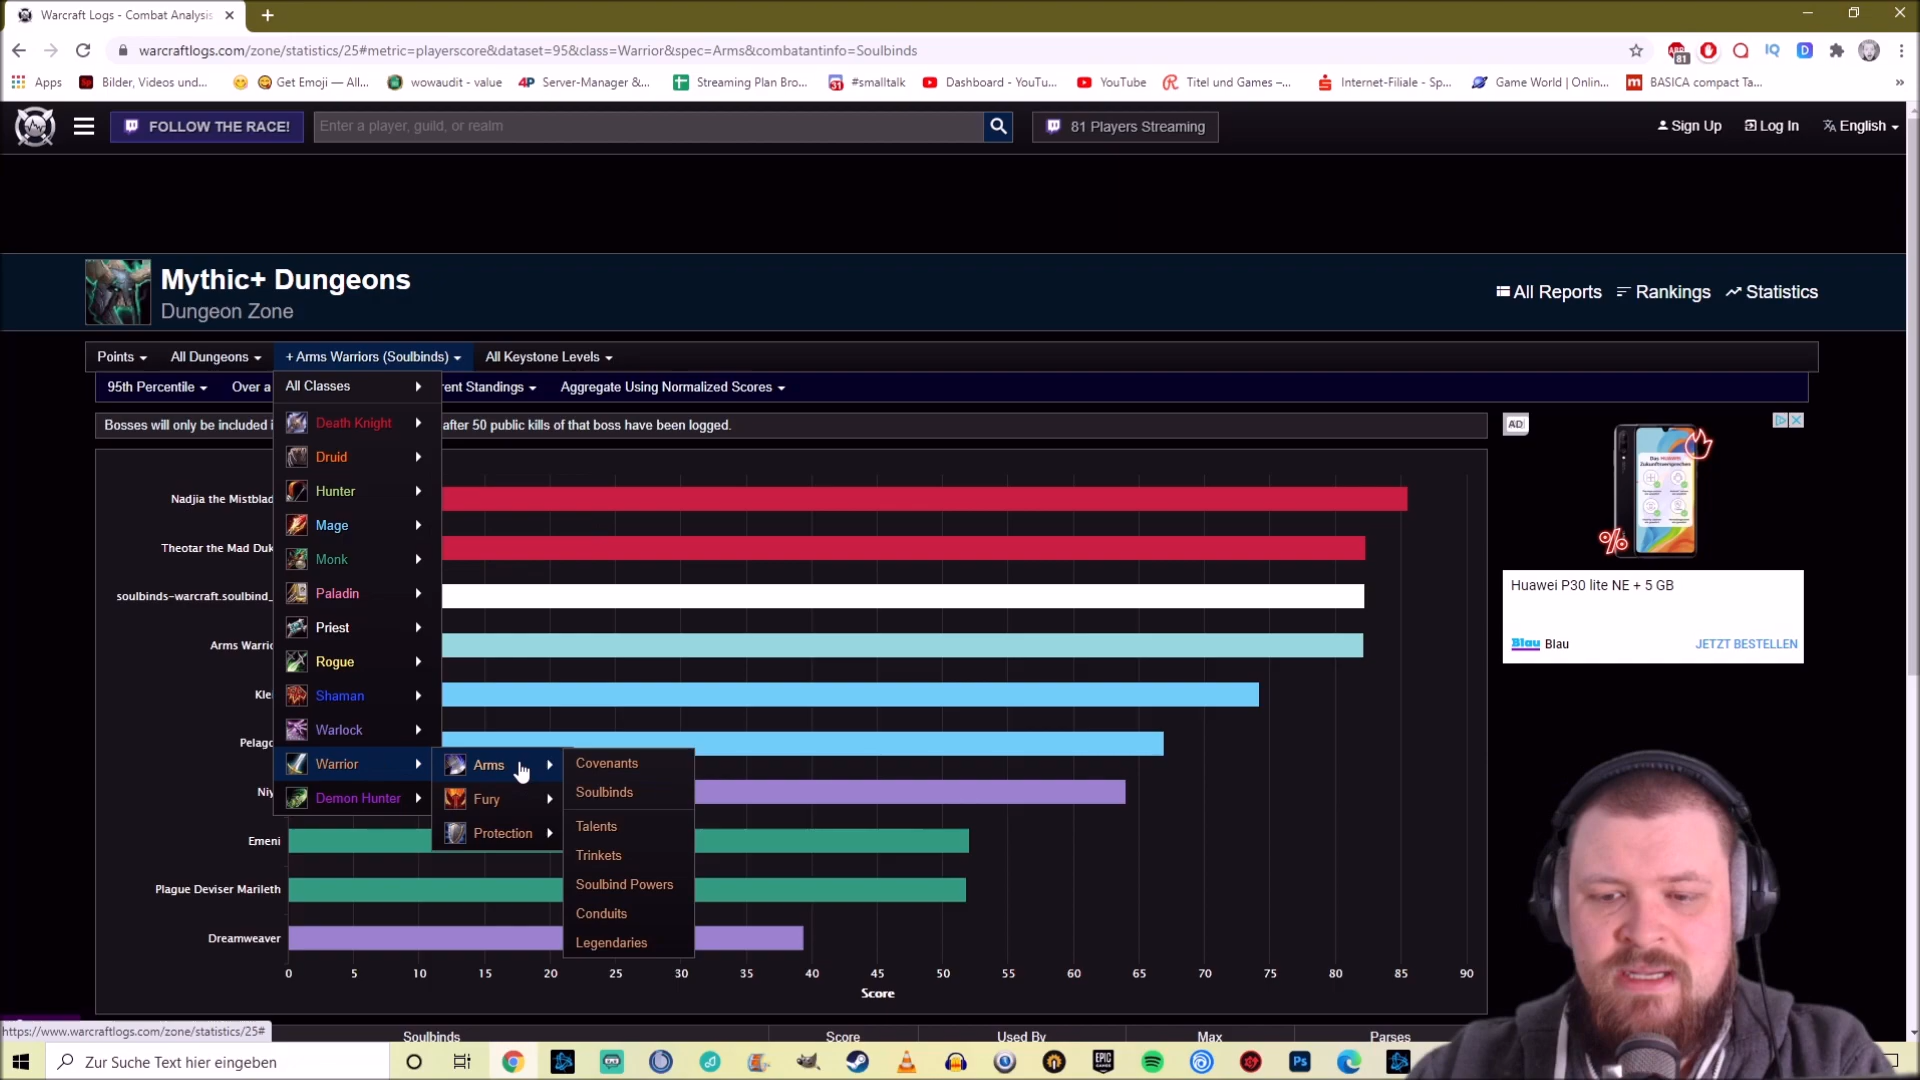 Warcraft Logs - Combat Analysis
warcraftlogs.com/zone/statistics/25#metric=playerscore&dataset=95&class=Warrior&spec=Arms&combatantinfo=Soulbinds
81
IQ
D
Apps
Bilder, Videos und...
Get Emoji — All...
wowaudit - value
4P Server-Manager &...
Streaming Plan Bro...
#smalltalk
Dashboard - YouTu...
YouTube
Titel und Games –...
Internet-Filiale - Sp...
Game World | Onlin...
BASICA compact Ta...
»
FOLLOW THE RACE!
Enter a player, guild, or realm
81 Players Streaming
Sign Up
Log In
English
Mythic+ Dungeons
Dungeon Zone
All Reports
Rankings
Statistics
Points
All Dungeons
+ Arms Warriors (Soulbinds)
All Keystone Levels
95th Percentile
Over a
rent Standings
Aggregate Using Normalized Scores
Bosses will only be included i
after 50 public kills of that boss have been logged.
All Classes
Death Knight
Druid
Hunter
Mage
Monk
Paladin
Priest
Rogue
Shaman
Warlock
Warrior
Demon Hunter
Arms
Fury
Protection
Covenants
Soulbinds
Talents
Trinkets
Soulbind Powers
Conduits
Legendaries
Nadjia the Mistblad
Theotar the Mad Duk
soulbinds-warcraft.soulbind_
Arms Warrio
Klei
Pelago
Niy
Emeni
Plague Deviser Marileth
Dreamweaver
0 5 10 15 20 25 30 35 40 45 50 55 60 65 70 75 80 85 90
Score
AD
%
Huawei P30 lite NE + 5 GB
Blau Blau
JETZT BESTELLEN
https://www.warcraftlogs.com/zone/statistics/25#
Soulbinds
Score
Used By
Max
Parses
Zur Suche Text hier eingeben
EPIC
Ps